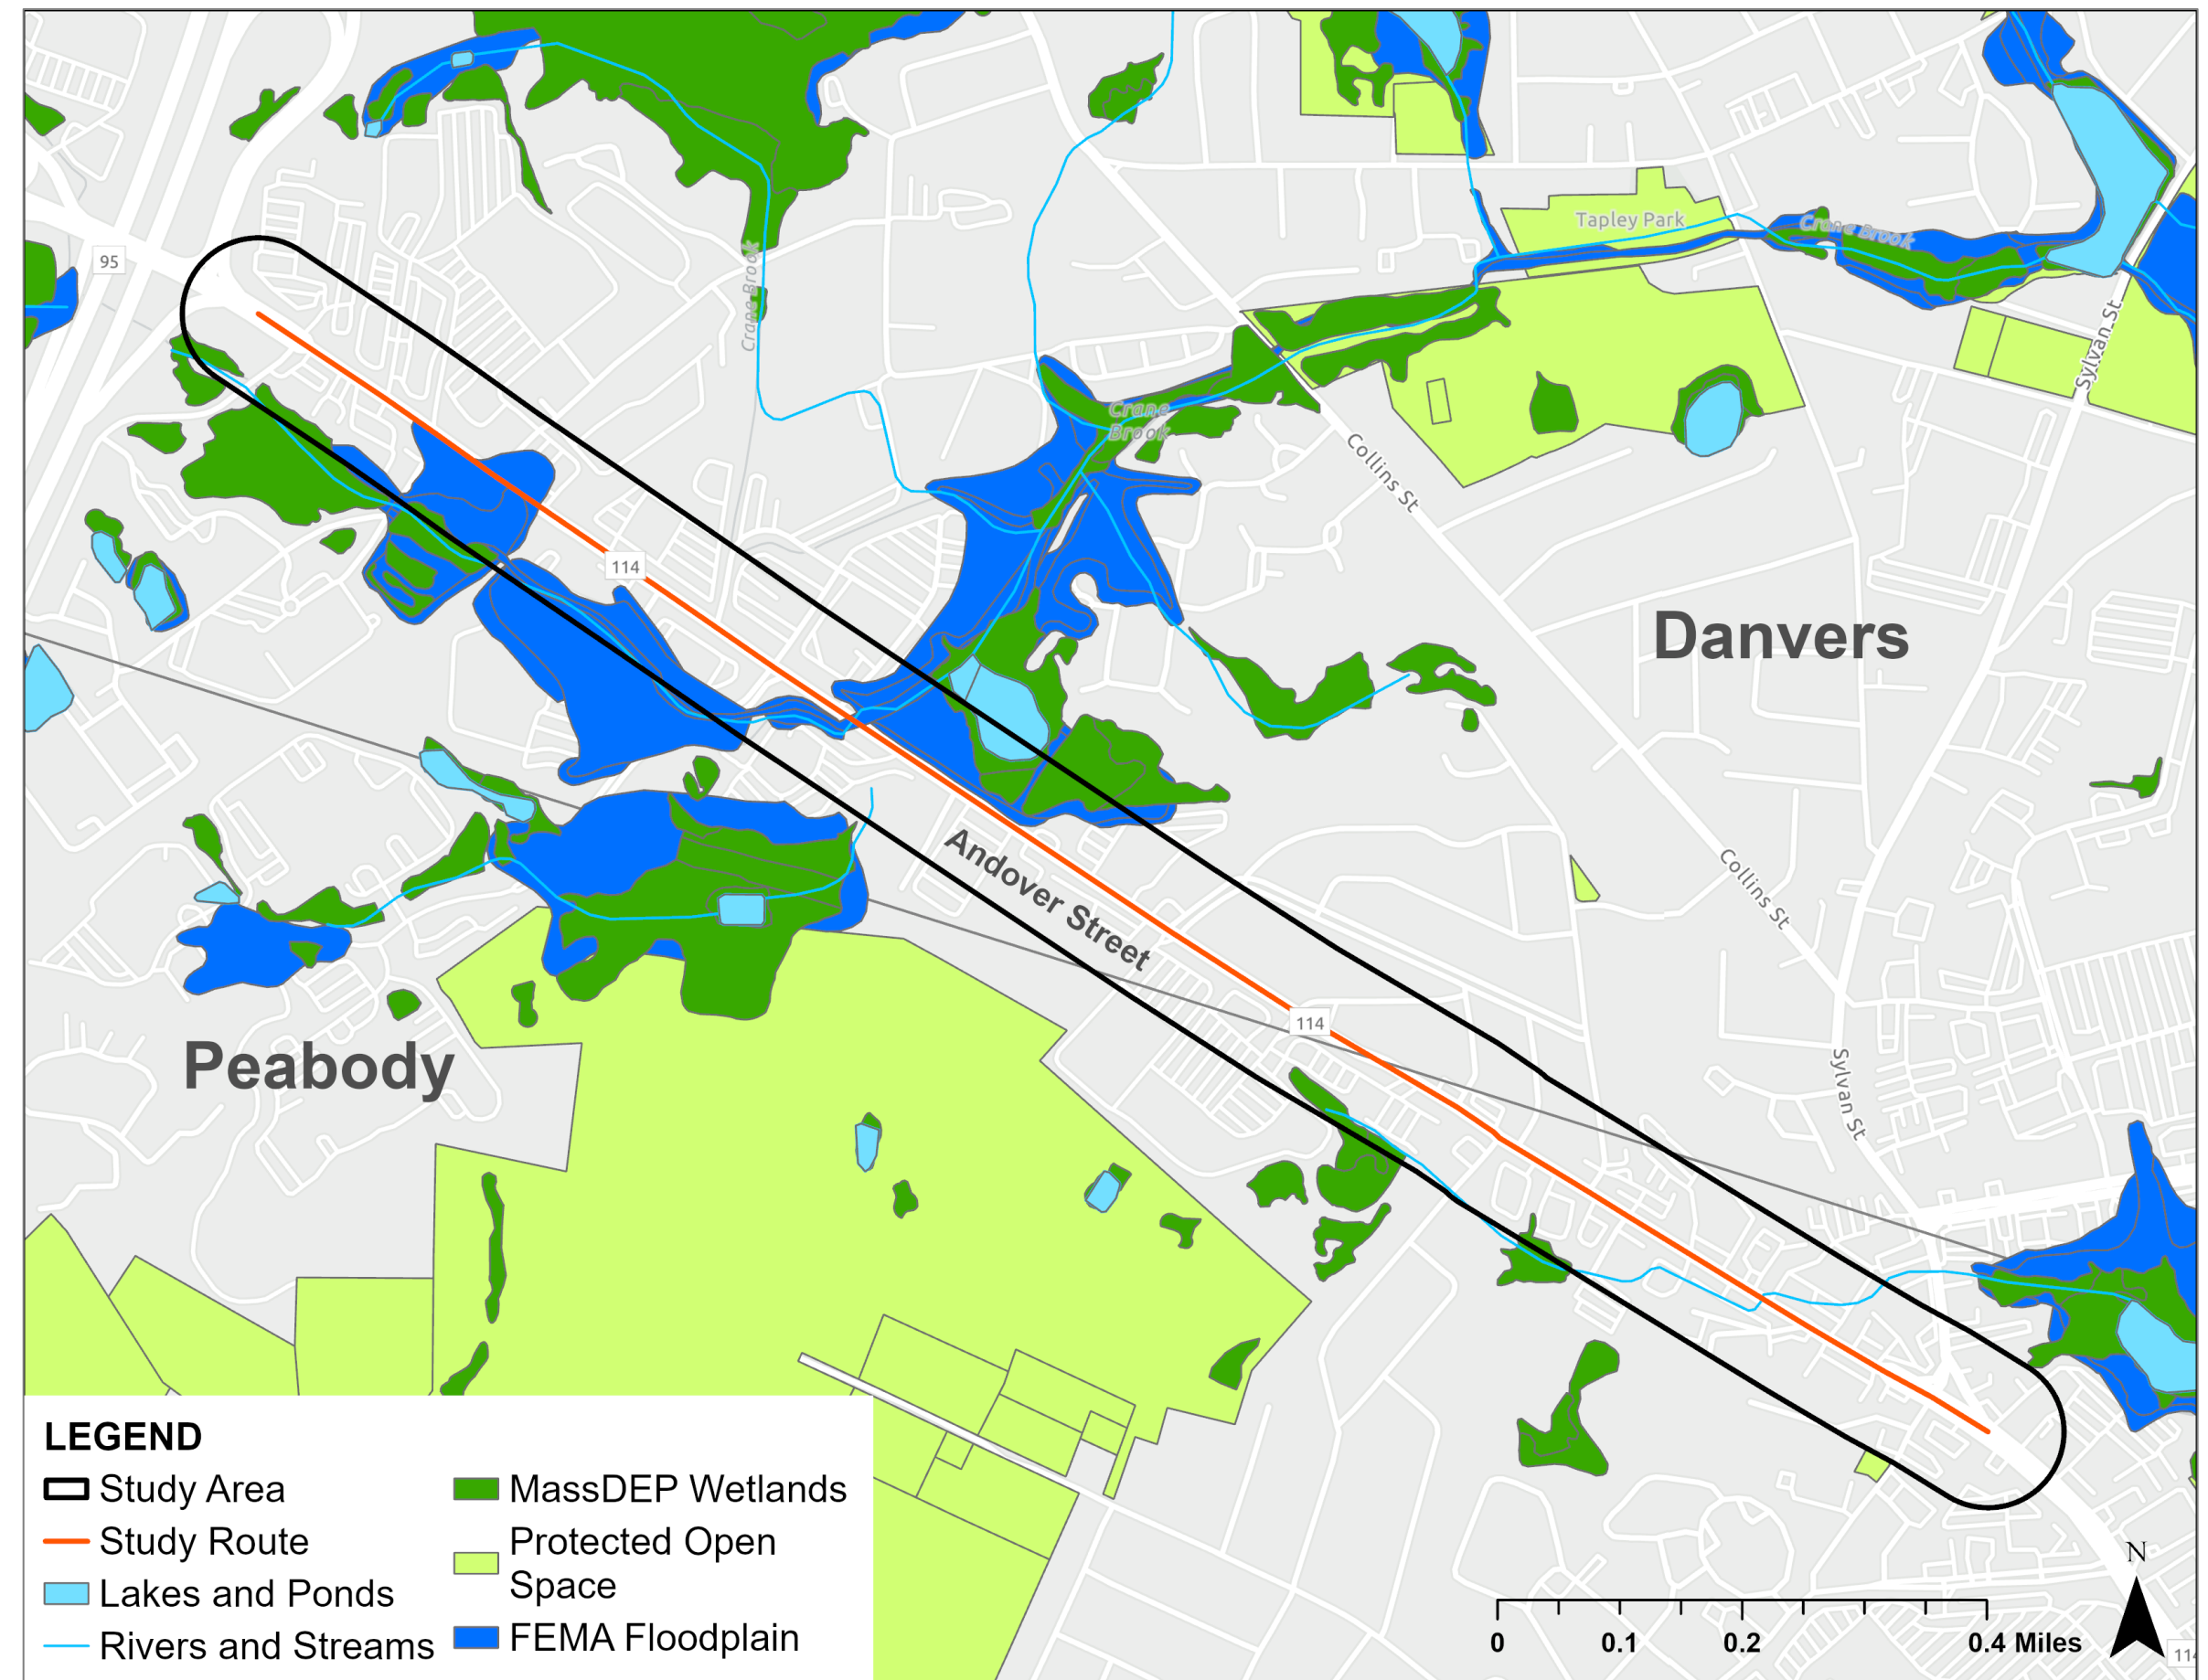 Tapley Park
Crane Brook
95
Crane Brook
Sylvan St
Crane
Brook
Collins St
114
Danvers
Andover Street
Collins St
114
Peabody
Sylvan St
LEGEND
Study Area
Study Route
Lakes and Ponds
Rivers and Streams
MassDEP Wetlands
Protected Open
Space
FEMA Floodplain
N
0 0.1 0.2 0.4 Miles